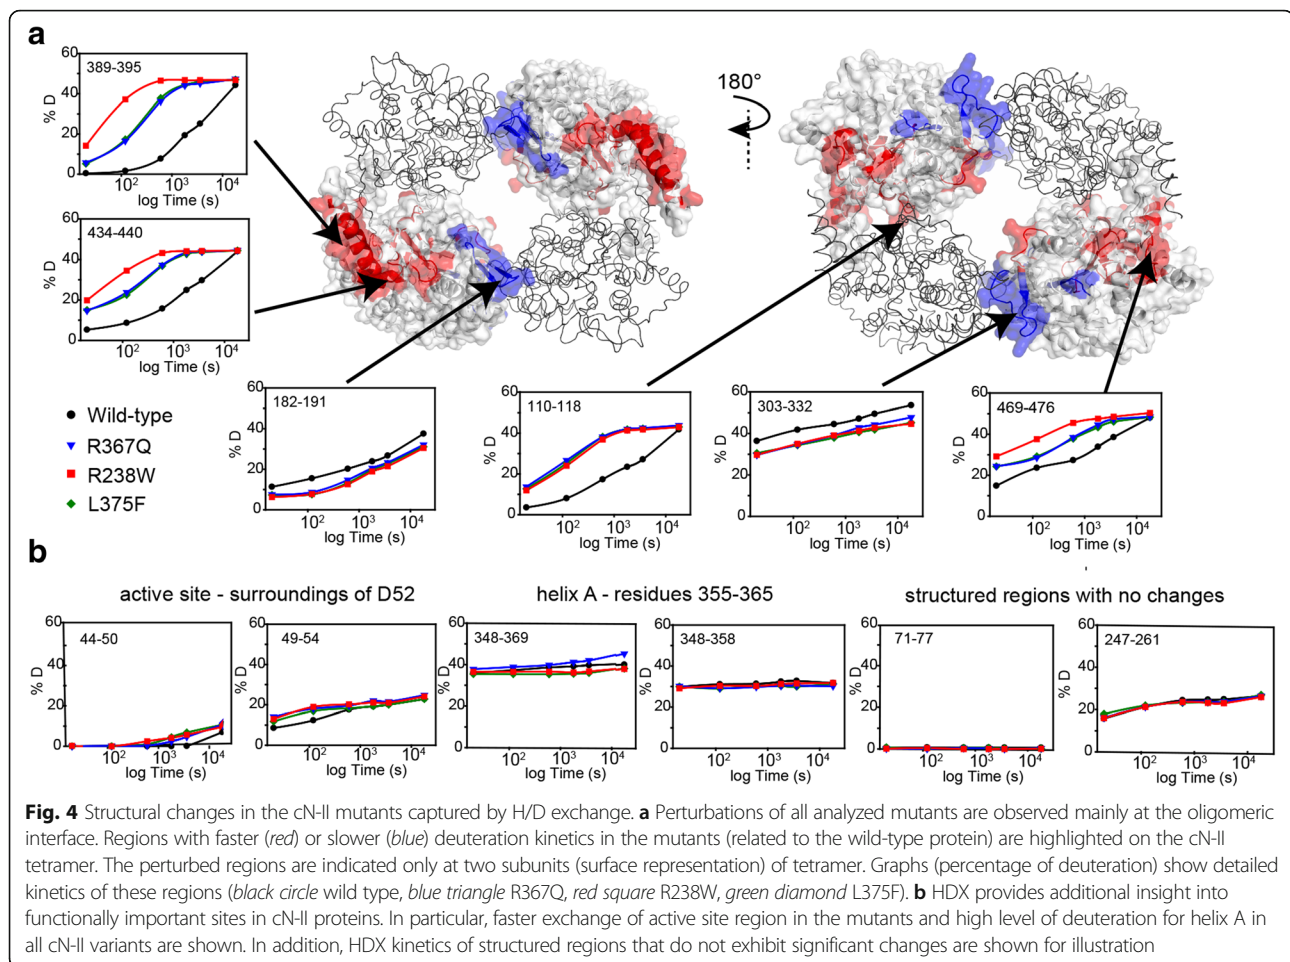 a
60
389-395
40
% D
20
0
10² 10³ 10⁴
log Time (s)
180°
60
434-440
40
% D
20
0
10² 10³ 10⁴
log Time (s)
Wild-type
R367Q
R238W
L375F
60
182-191
40
% D
20
0
10² 10³ 10⁴
log Time (s)
60
110-118
40
% D
20
0
10² 10³ 10⁴
log Time (s)
60
303-332
40
% D
20
0
10² 10³ 10⁴
log Time (s)
60
469-476
40
% D
20
0
10² 10³ 10⁴
log Time (s)
b
active site - surroundings of D52
helix A - residues 355-365
structured regions with no changes
60
44-50
40
% D
20
0
10² 10³ 10⁴
log Time (s)
60
49-54
40
% D
20
0
10² 10³ 10⁴
log Time (s)
60
348-369
40
% D
20
0
10² 10³ 10⁴
log Time (s)
60
348-358
40
% D
20
0
10² 10³ 10⁴
log Time (s)
60
71-77
40
% D
20
0
10² 10³ 10⁴
log Time (s)
60
247-261
40
% D
20
0
10² 10³ 10⁴
log Time (s)
Fig. 4 Structural changes in the cN-II mutants captured by H/D exchange. a Perturbations of all analyzed mutants are observed mainly at the oligomeric
interface. Regions with faster (red) or slower (blue) deuteration kinetics in the mutants (related to the wild-type protein) are highlighted on the cN-II
tetramer. The perturbed regions are indicated only at two subunits (surface representation) of tetramer. Graphs (percentage of deuteration) show detailed
kinetics of these regions (black circle wild type, blue triangle R367Q, red square R238W, green diamond L375F). b HDX provides additional insight into
functionally important sites in cN-II proteins. In particular, faster exchange of active site region in the mutants and high level of deuteration for helix A in
all cN-II variants are shown. In addition, HDX kinetics of structured regions that do not exhibit significant changes are shown for illustration